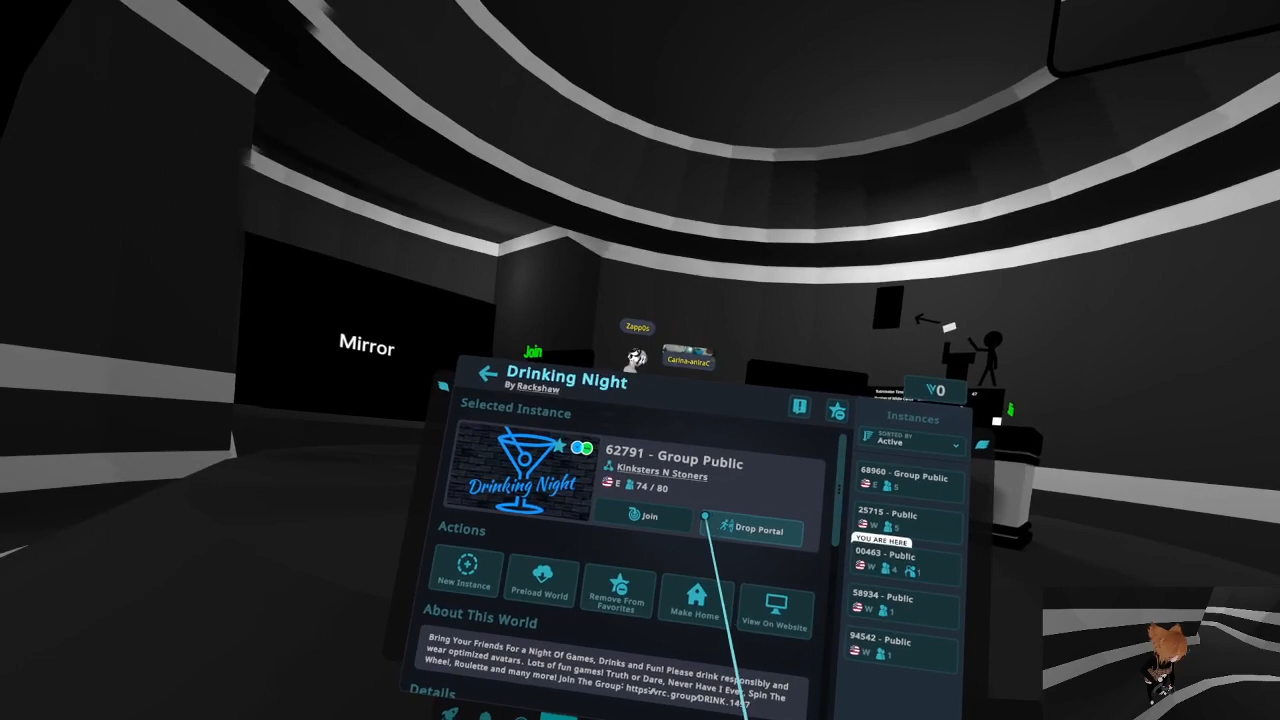 Mirror
Join
Zapp0s
Carina-aniraC
Drinking Night
By Rackshaw
Selected Instance
Drinking Night
62791 - Group Public
Kinksters N Stoners
E 74 / 80
Join
Drop Portal
Actions
New Instance
Preload World
Remove From
Favorites
Make Home
View On Website
About This World
Bring Your Friends For a Night Of Games, Drinks and Fun! Please drink responsibly and
wear optimized avatars. Lots of fun games! Truth or Dare, Never Have I Ever, Spin The
Wheel, Roulette and many more! Join The Group: https://vrc.group/DRINK.1497
Details
0
Instances
SORTED BY
Active
68960 - Group Public
E 5
25715 - Public
W 5
YOU ARE HERE
00463 - Public
W 4 1
58934 - Public
W 1
94542 - Public
W 1